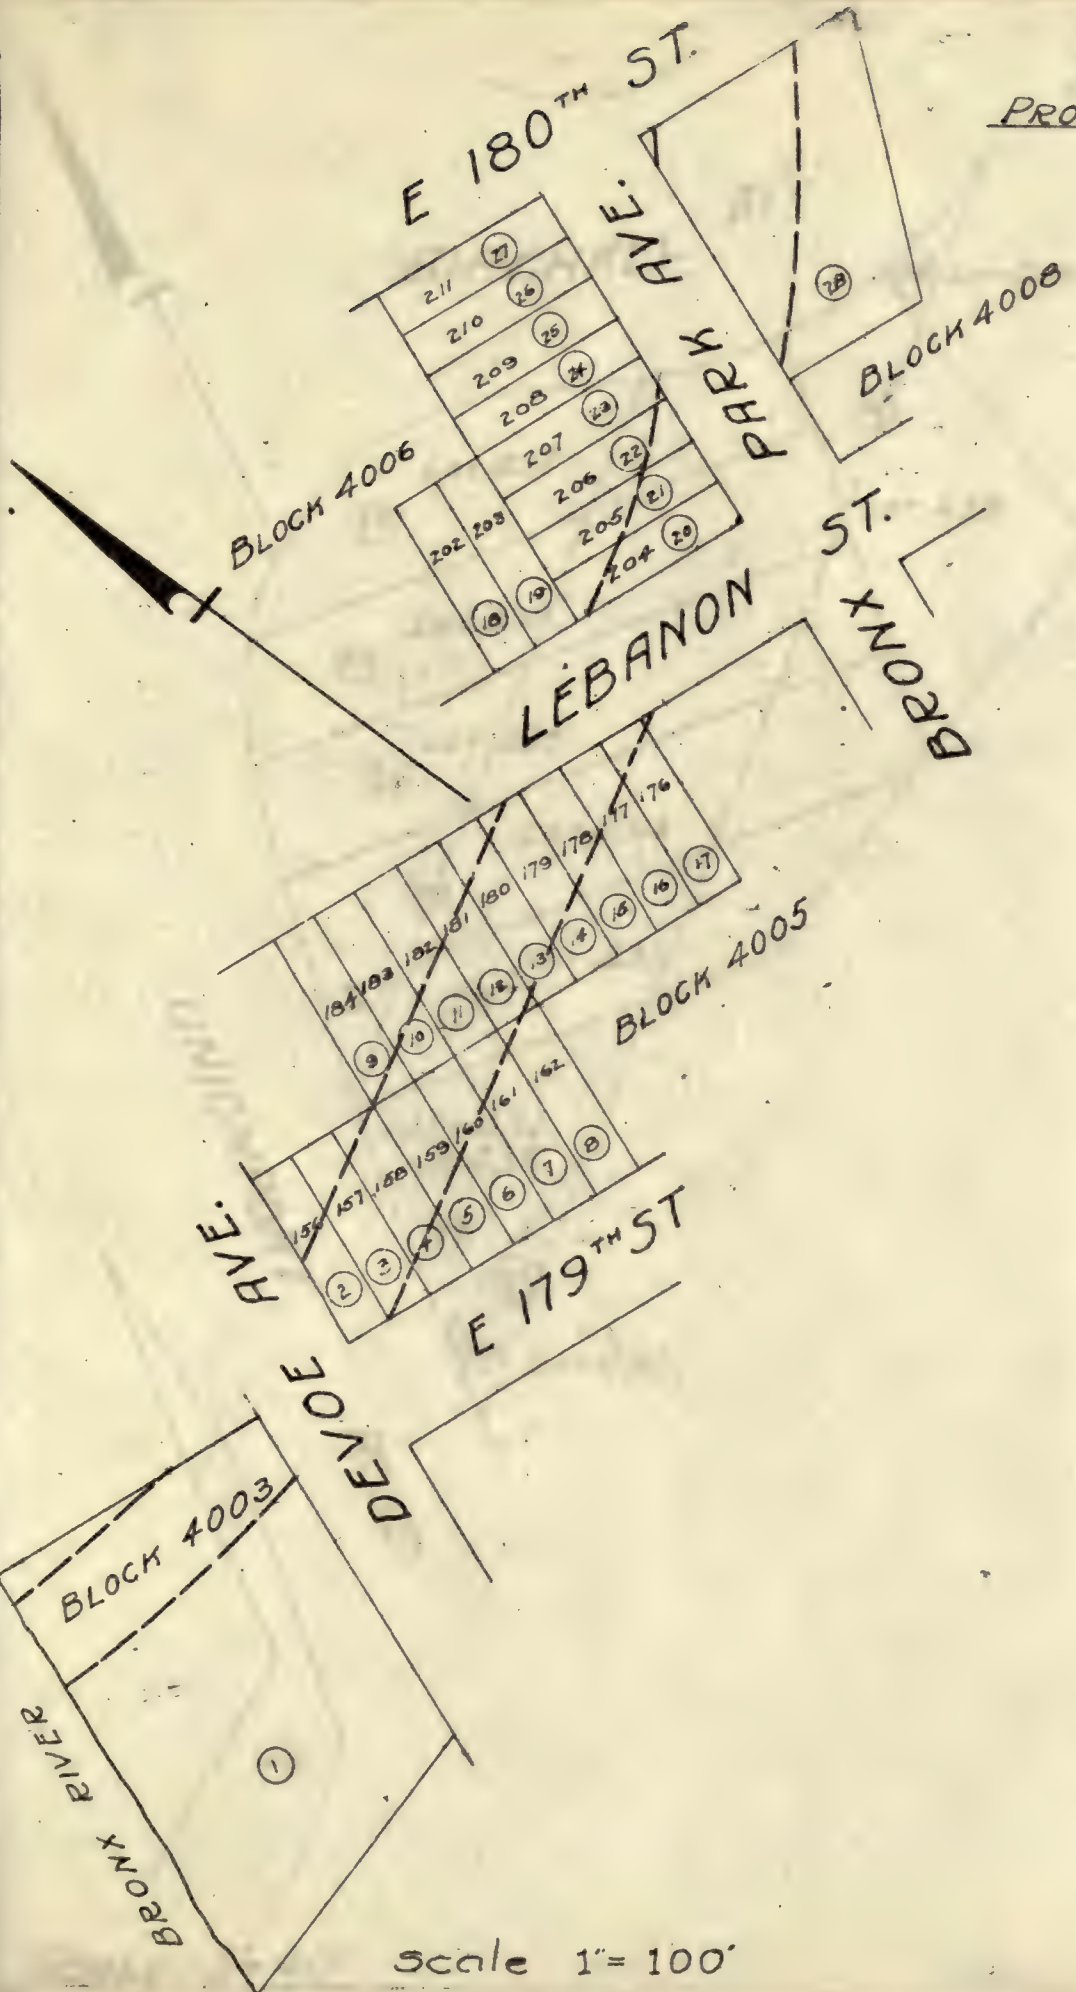 E 180TH ST.
PRO
211 27
210 26
209 25
208 24
207 23
206 22
205 21
204 20
BLOCK 4006
202 203
18 19
BRONX PARK AVE.
28
BLOCK 4008
LEBANON ST.
184 183 182 181 180 179 178 177 176
9 10 11 12 13 14 15 16 17
BLOCK 4005
156 157 158 159 160 161 162
2 3 4 5 6 7 8
E 179TH ST
DEVOE AVE.
BLOCK 4003
1
BRONX RIVER
Scale 1"= 100'